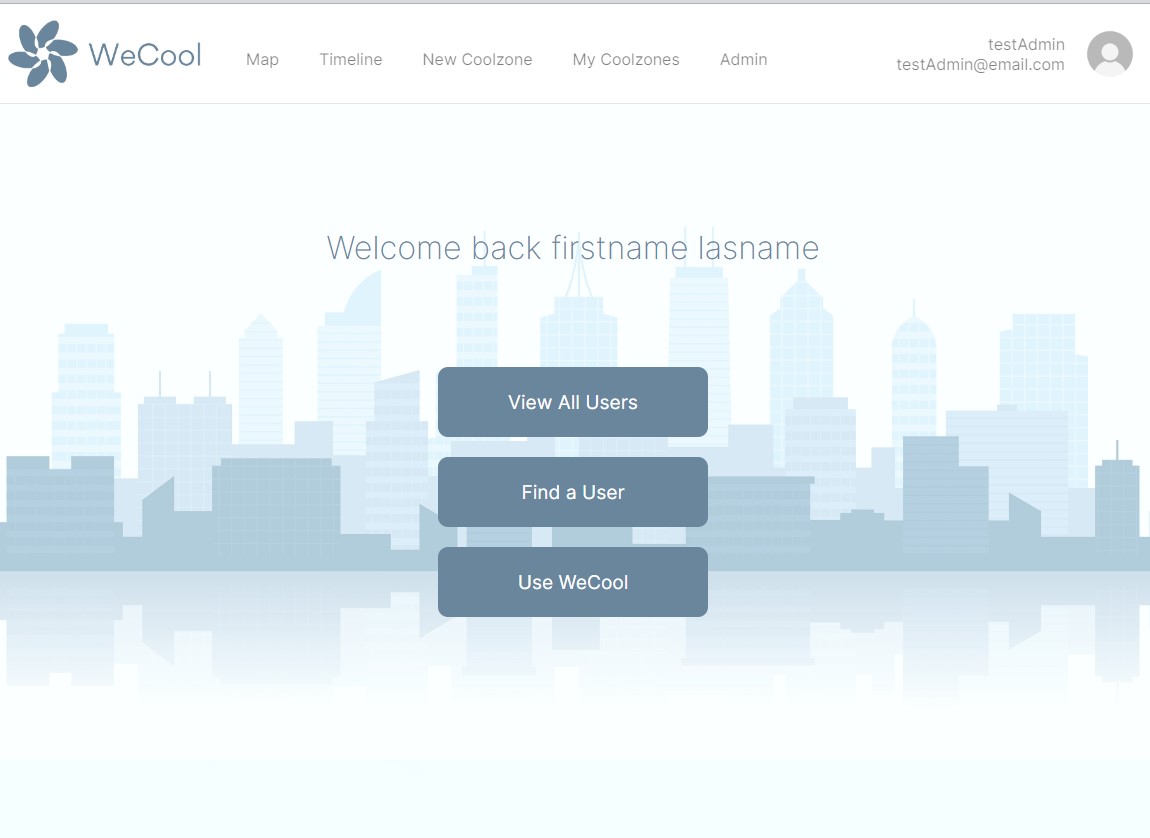 WeCool
Map
Timeline
New Coolzone
My Coolzones
Admin
testAdmin
testAdmin@email.com
Welcome back firstname lasname
View All Users
Find a User
Use WeCool